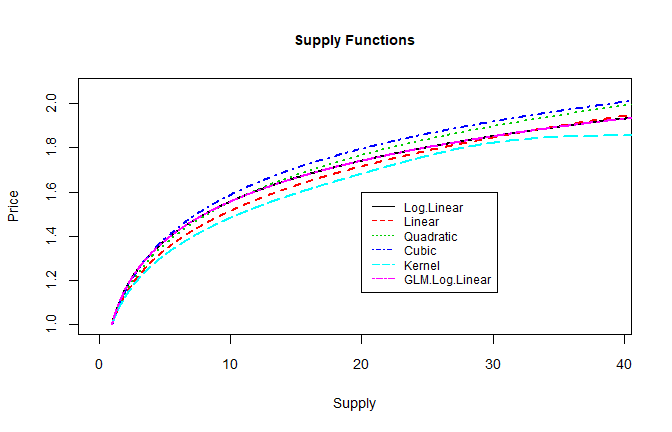 Supply Functions
Price
2.0
1.8
1.6
1.4
1.2
1.0
Log.Linear
Linear
Quadratic
Cubic
Kernel
GLM.Log.Linear
0 10 20 30 40
Supply